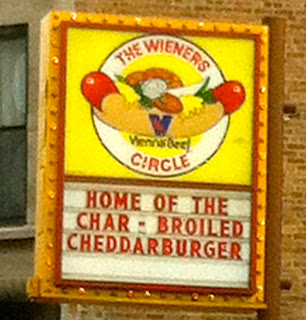 THE WIENERS
V
Vienna Beef
CIRCLE
HOME OF THE
CHAR - BROILED
CHEDDARBURGER